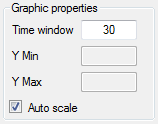 Graphic properties
Time window 30
Y Min
Y Max
Auto scale